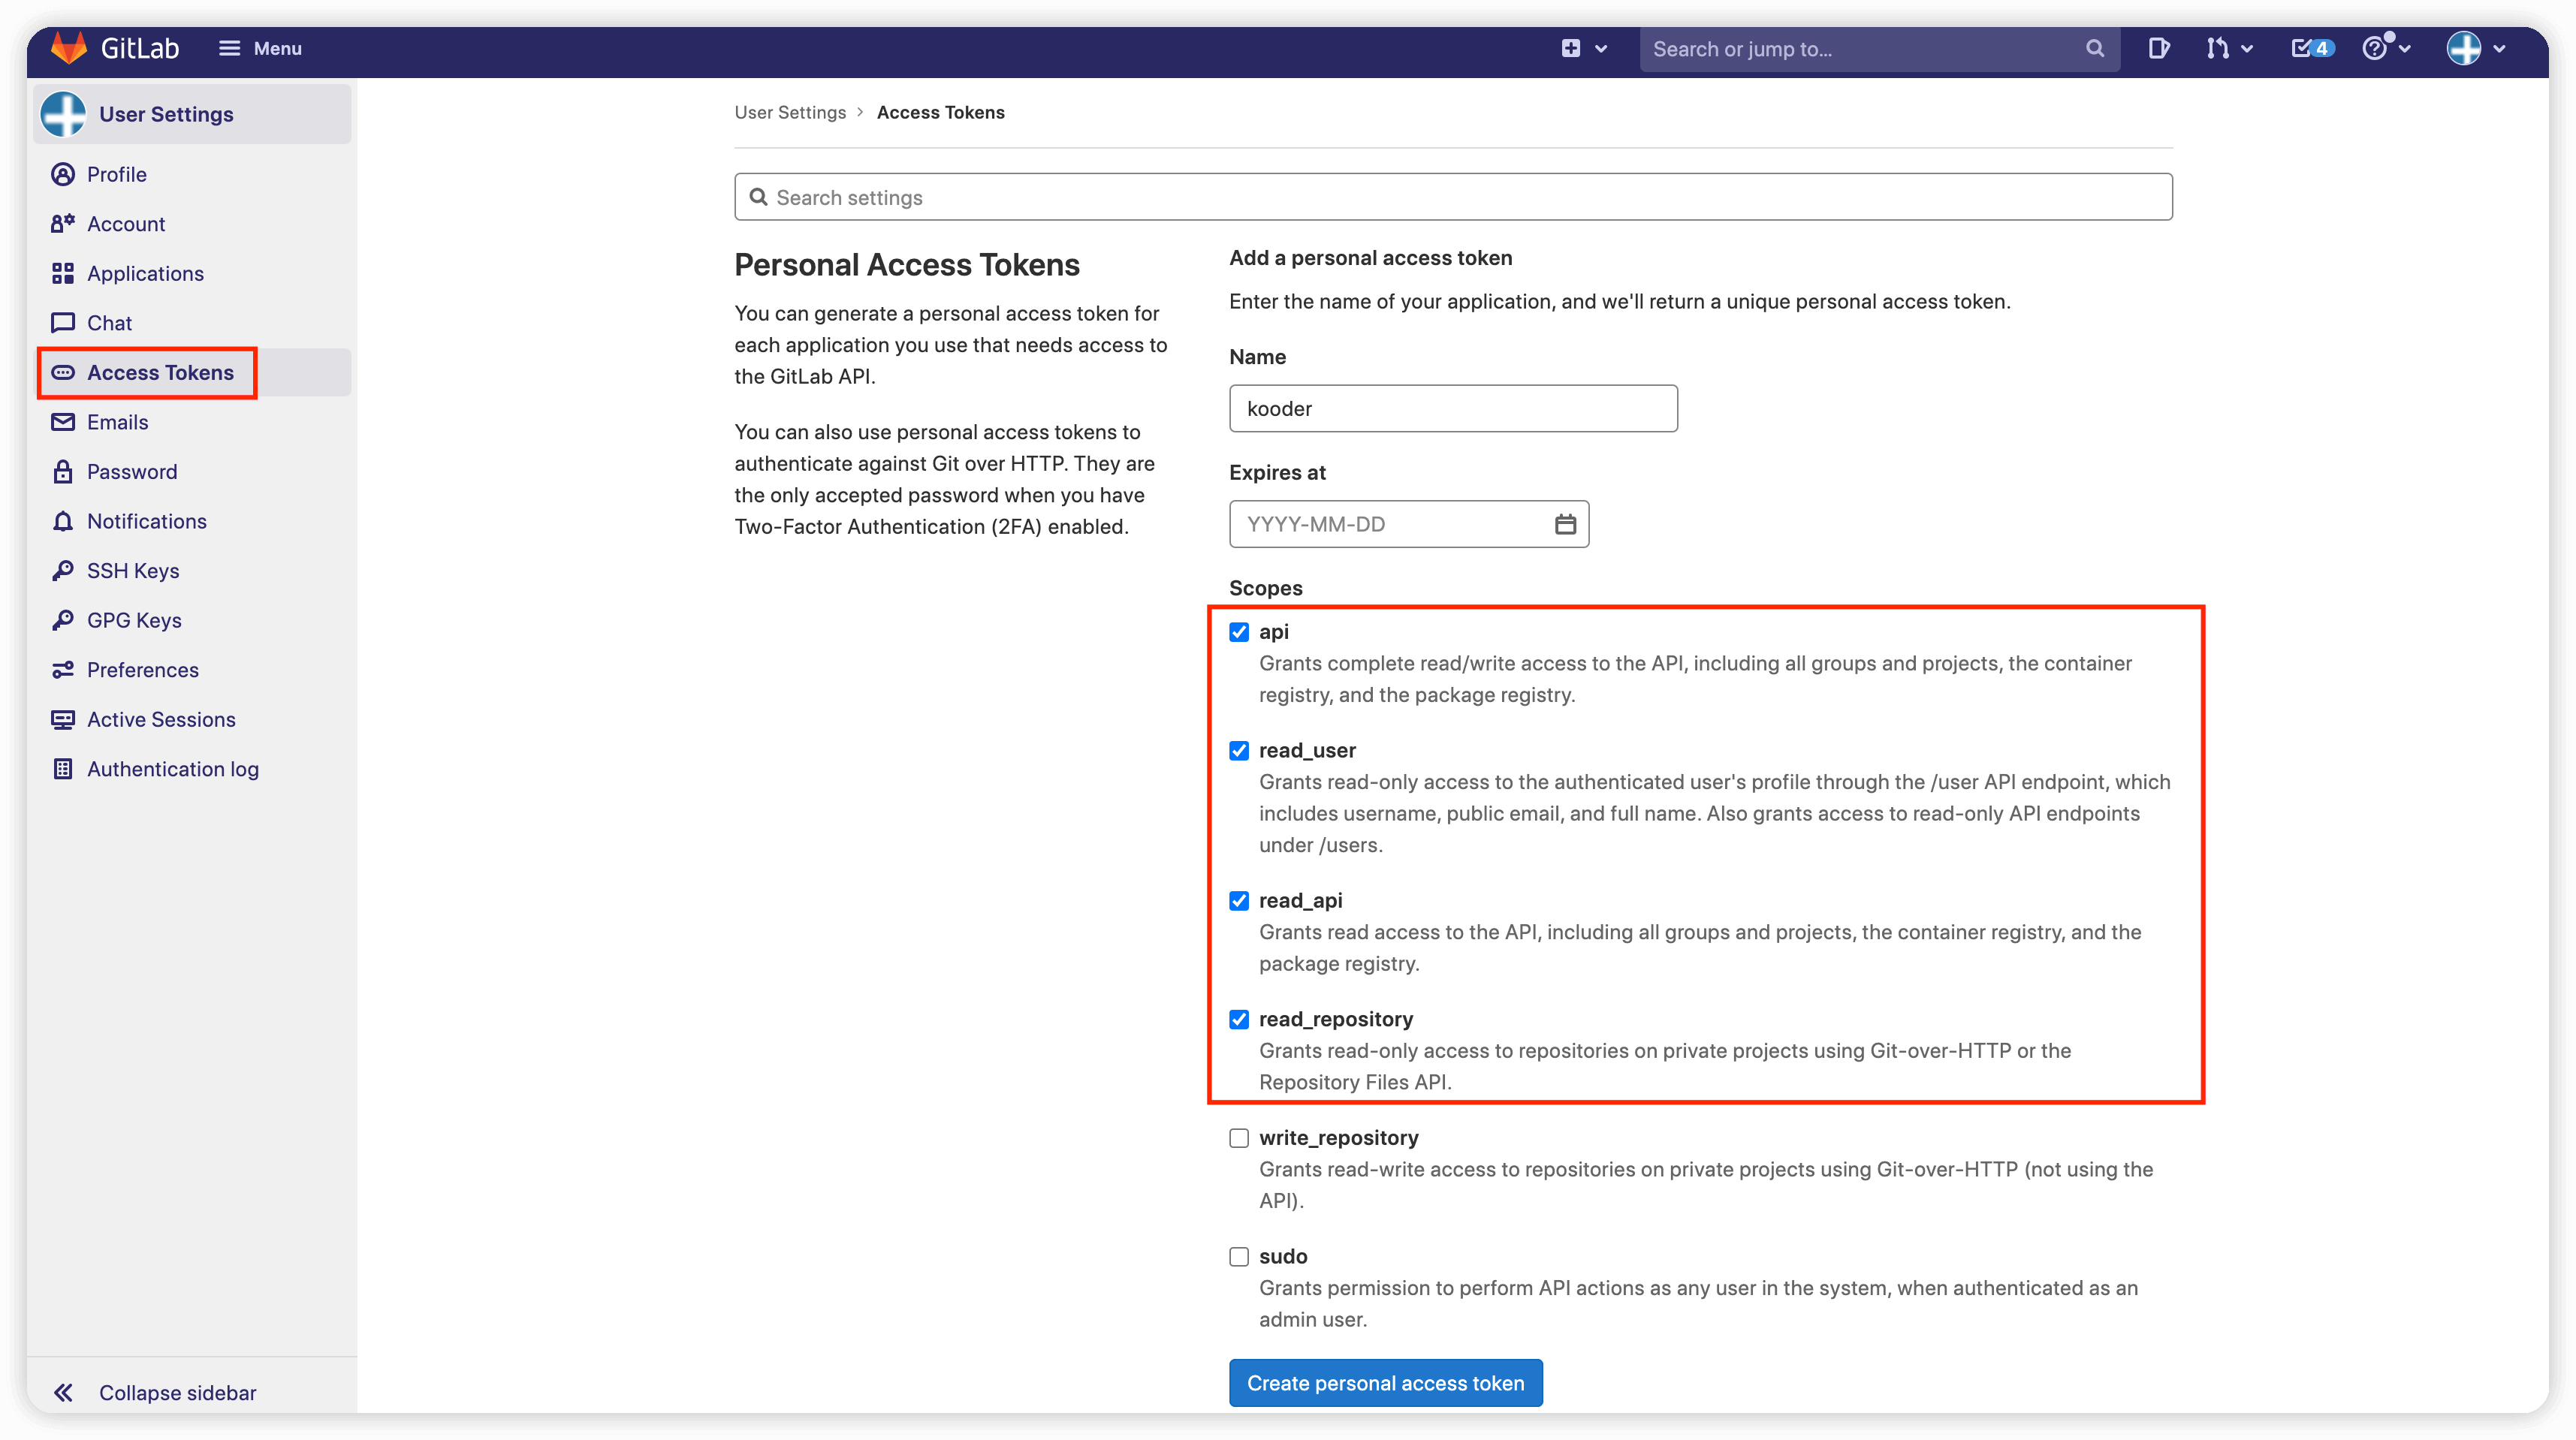 GitLab
Menu
Search or jump to...
4
User Settings
Profile
Account
Applications
Chat
Access Tokens
Emails
Password
Notifications
SSH Keys
GPG Keys
Preferences
Active Sessions
Authentication log
Collapse sidebar
User Settings › Access Tokens
Search settings
Personal Access Tokens
You can generate a personal access token for
each application you use that needs access to
the GitLab API.
You can also use personal access tokens to
authenticate against Git over HTTP. They are
the only accepted password when you have
Two-Factor Authentication (2FA) enabled.
Add a personal access token
Enter the name of your application, and we'll return a unique personal access token.
Name
kooder
Expires at
YYYY-MM-DD
Scopes
api
Grants complete read/write access to the API, including all groups and projects, the container
registry, and the package registry.
read_user
Grants read-only access to the authenticated user's profile through the /user API endpoint, which
includes username, public email, and full name. Also grants access to read-only API endpoints
under /users.
read_api
Grants read access to the API, including all groups and projects, the container registry, and the
package registry.
read_repository
Grants read-only access to repositories on private projects using Git-over-HTTP or the
Repository Files API.
write_repository
Grants read-write access to repositories on private projects using Git-over-HTTP (not using the
API).
sudo
Grants permission to perform API actions as any user in the system, when authenticated as an
admin user.
Create personal access token